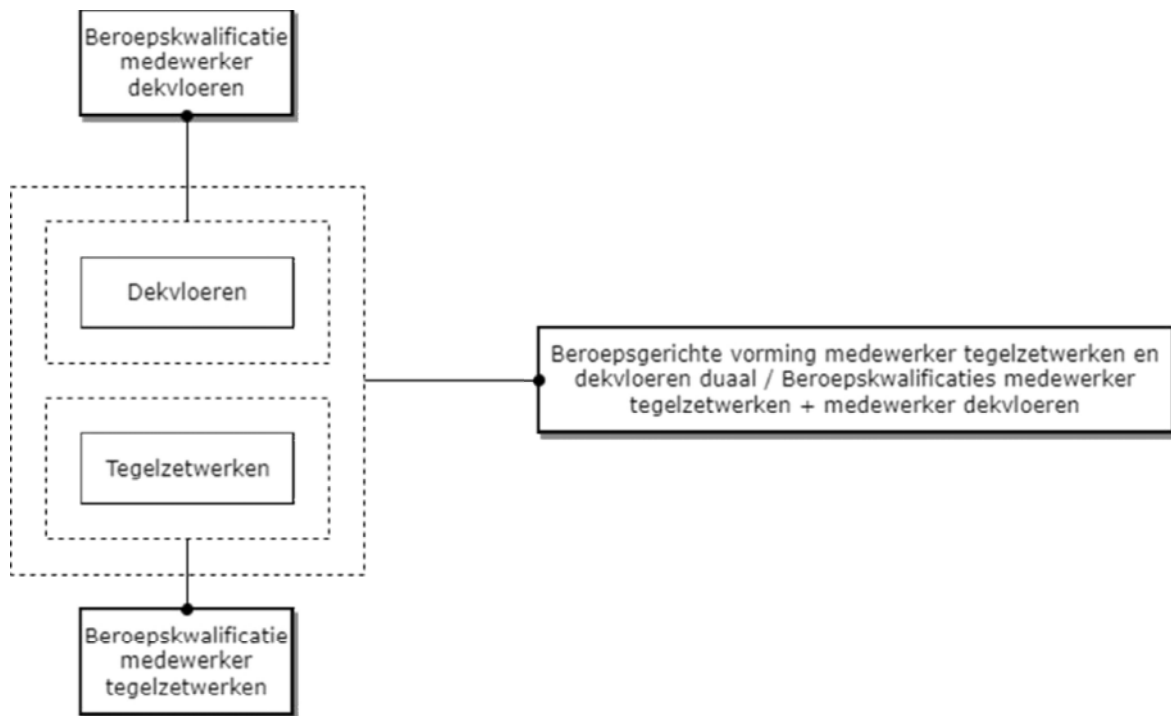 Beroepskwalificatie
medewerker
dekvloeren
Dekvloeren
Beroepsgerichte vorming medewerker tegelzetwerken en
dekvloeren duaal / Beroepskwalificaties medewerker
tegelzetwerken + medewerker dekvloeren
Tegelzetwerken
Beroepskwalificatie
medewerker
tegelzetwerken